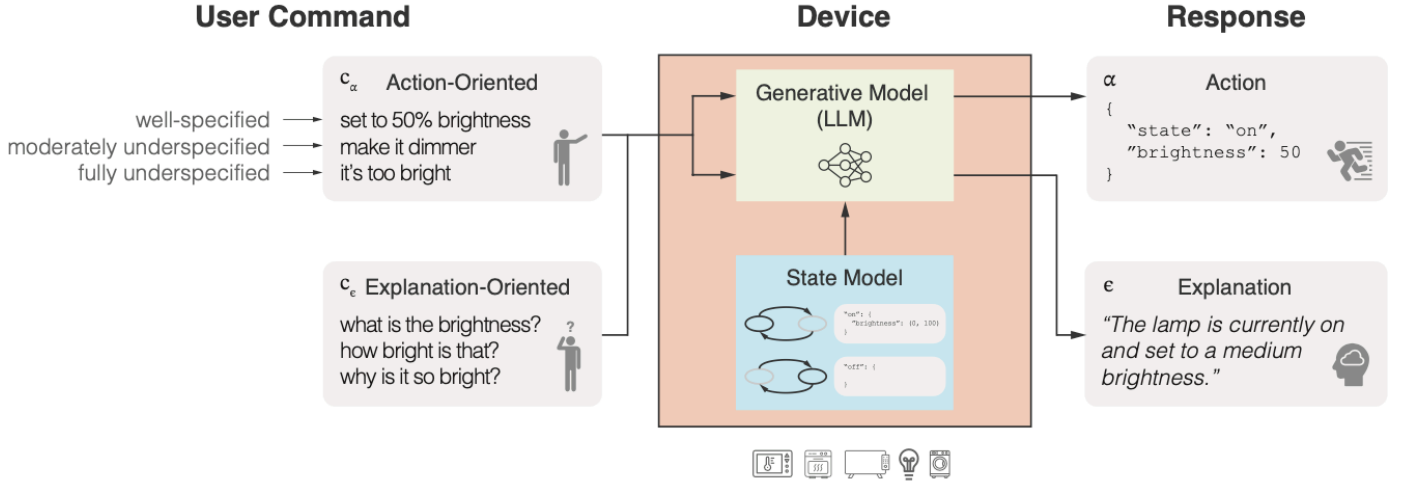 User Command
Device
Response
c_α Action-Oriented
well-specified
set to 50% brightness
moderately underspecified
make it dimmer
fully underspecified
it's too bright
c_ϵ Explanation-Oriented
what is the brightness?
how bright is that?
why is it so bright?
?
Generative Model
(LLM)
State Model
"on": {
"brightness": (0, 100)
}
"off": {
}
α Action
{
"state": "on",
"brightness": 50
}
ϵ Explanation
"The lamp is currently on
and set to a medium
brightness."